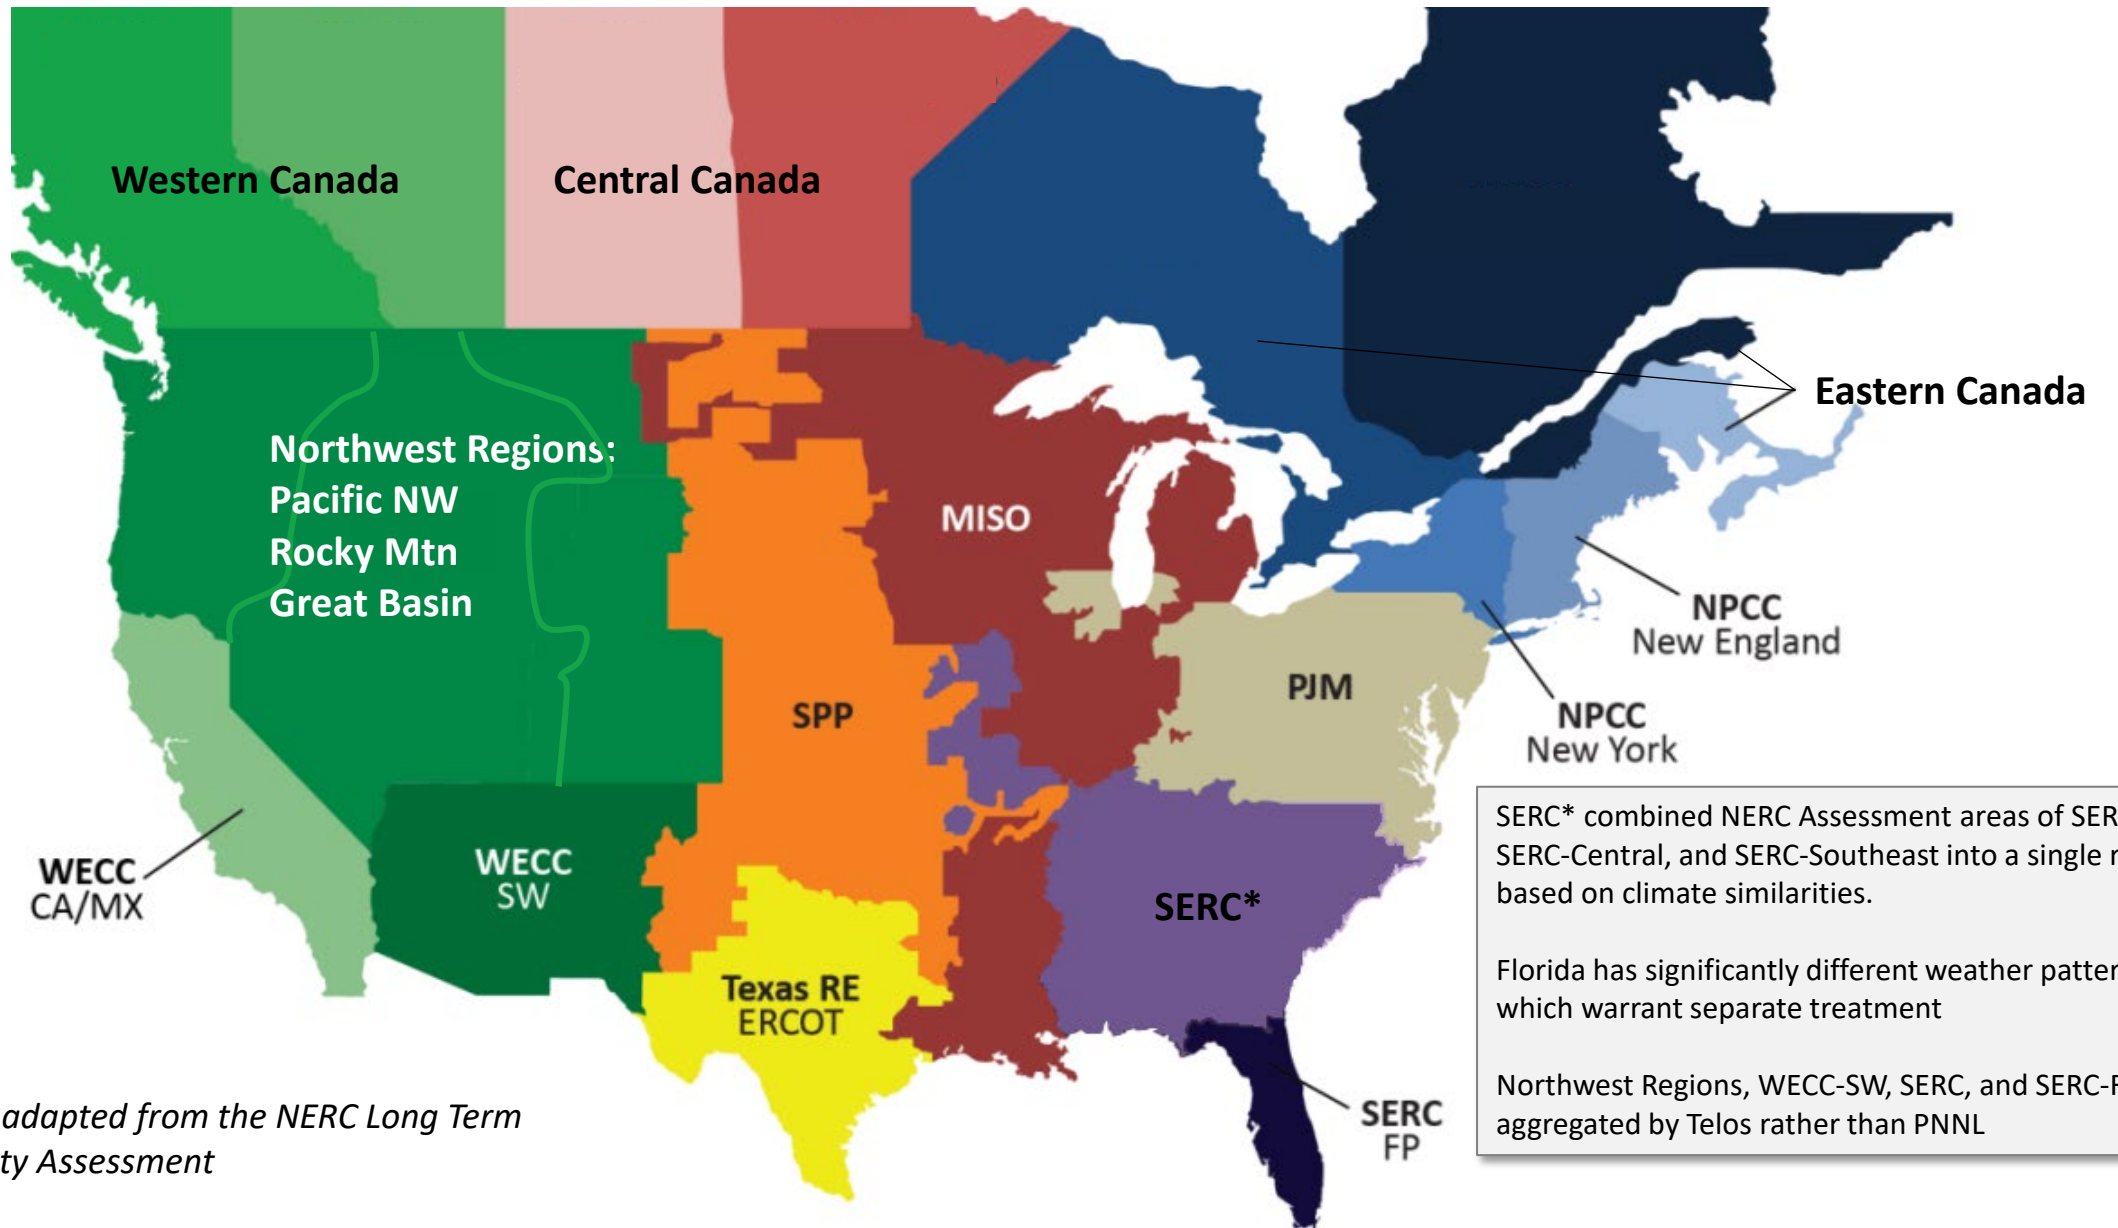 Western Canada
Central Canada
Eastern Canada
Northwest Regions:
Pacific NW
Rocky Mtn
Great Basin
MISO
NPCC
New England
PJM
SPP
NPCC
New York
WECC
CA/MX
WECC
SW
SERC*
Texas RE
ERCOT
SERC
FP
SERC* combined NERC Assessment areas of
SERC-Central, and SERC-Southeast into a single
based on climate similarities.
Florida has significantly different weather
which warrant separate treatment
Northwest Regions, WECC-SW, SERC, and
aggregated by Telos rather than PNNL
adapted from the NERC Long Term
Assessment